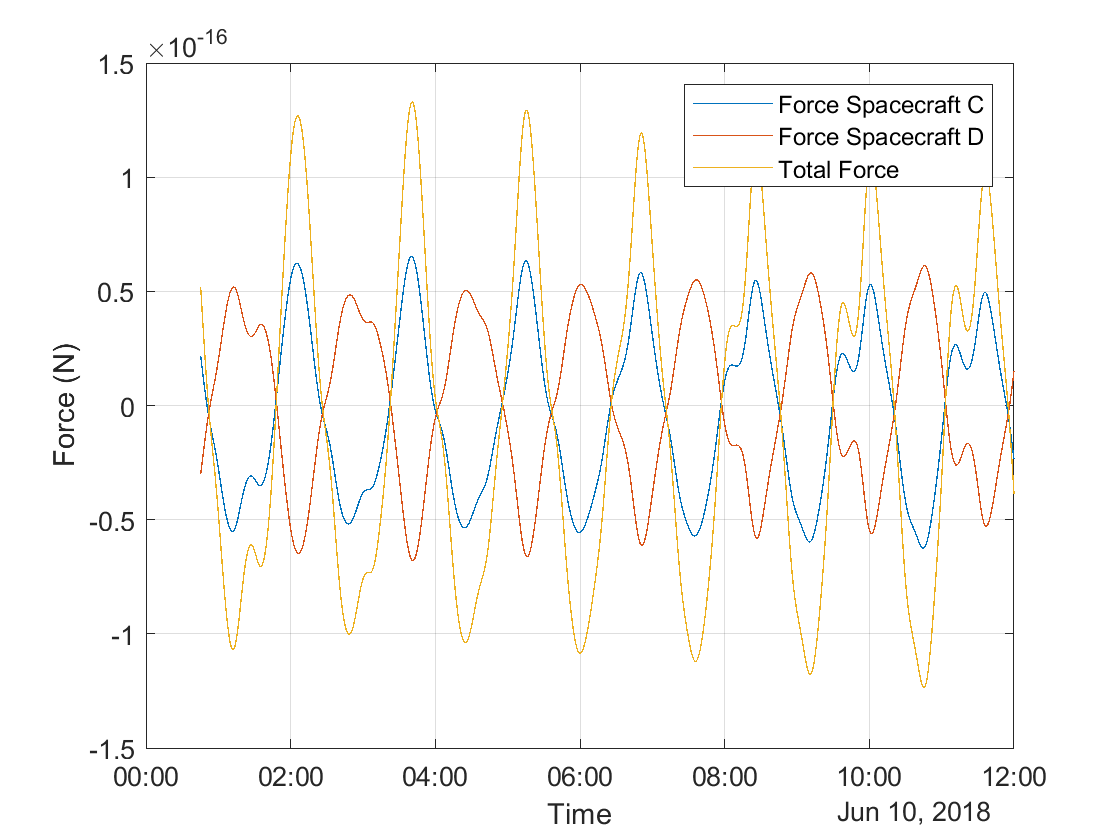 ×10-16
1.5
1
0.5
0
-0.5
-1
-1.5
Force (N)
Force Spacecraft C
Force Spacecraft D
Total Force
00:00 02:00 04:00 06:00 08:00 10:00 12:00
Time
Jun 10, 2018